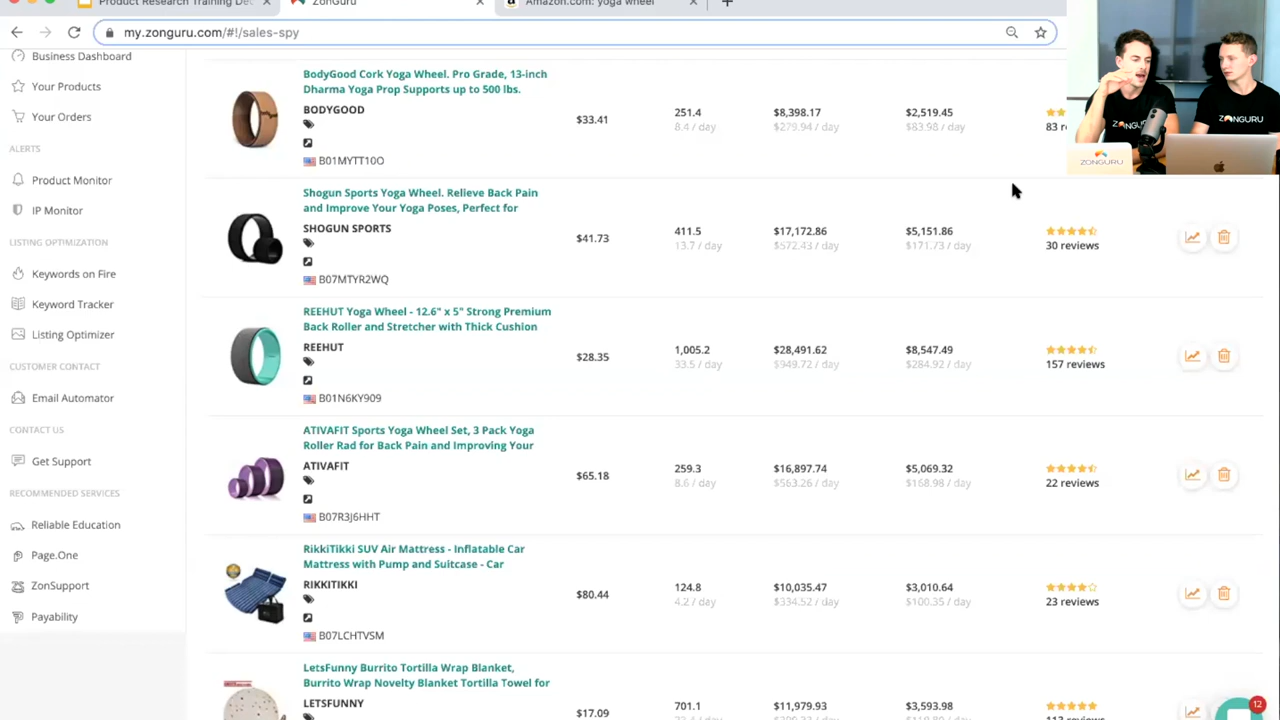 Product Research Training De
ZonGuru
Amazon.com: yoga wheel
my.zonguru.com/#!/sales-spy
Business Dashboard
Your Products
Your Orders
ALERTS
Product Monitor
IP Monitor
LISTING OPTIMIZATION
Keywords on Fire
Keyword Tracker
Listing Optimizer
CUSTOMER CONTACT
Email Automator
CONTACT US
Get Support
RECOMMENDED SERVICES
Reliable Education
Page.One
ZonSupport
Payability
BodyGood Cork Yoga Wheel. Pro Grade, 13-inch
Dharma Yoga Prop Supports up to 500 lbs.
BODYGOOD
B01MYTT10O
$33.41
251.4
8.4 / day
$8,398.17
$279.94 / day
$2,519.45
$83.98 / day
83 re
Shogun Sports Yoga Wheel. Relieve Back Pain
and Improve Your Yoga Poses, Perfect for
SHOGUN SPORTS
B07MTYR2WQ
$41.73
411.5
13.7 / day
$17,172.86
$572.43 / day
$5,151.86
$171.73 / day
30 reviews
REEHUT Yoga Wheel - 12.6" x 5" Strong Premium
Back Roller and Stretcher with Thick Cushion
REEHUT
B01N6KY909
$28.35
1,005.2
33.5 / day
$28,491.62
$949.72 / day
$8,547.49
$284.92 / day
157 reviews
ATIVAFIT Sports Yoga Wheel Set, 3 Pack Yoga
Roller Rad for Back Pain and Improving Your
ATIVAFIT
B07R3J6HHT
$65.18
259.3
8.6 / day
$16,897.74
$563.26 / day
$5,069.32
$168.98 / day
22 reviews
RikkiTikki SUV Air Mattress - Inflatable Car
Mattress with Pump and Suitcase - Car
RIKKITIKKI
B07LCHTVSM
$80.44
124.8
4.2 / day
$10,035.47
$334.52 / day
$3,010.64
$100.35 / day
23 reviews
LetsFunny Burrito Tortilla Wrap Blanket,
Burrito Wrap Novelty Blanket Tortilla Towel for
LETSFUNNY
$17.09
701.1
$11,979.93
$3,593.98
12
ZONGURU
ZONGURU